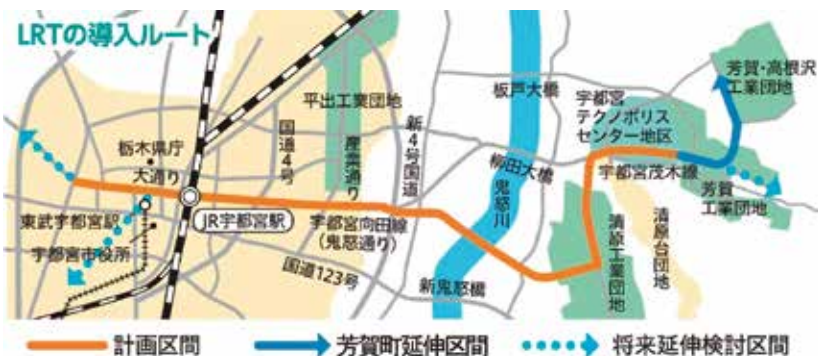 LRTの導入ルート
平出工業団地
国道4号
産業通り
新4号国道
板戸大橋
柳田大橋
鬼怒川
宇都宮
テクノポリス
センター地区
芳賀・高根沢
工業団地
栃木県庁
大通り
宇都宮茂木線
芳賀
工業団地
東武宇都宮駅
JR宇都宮駅
宇都宮向田線
(鬼怒通り)
宇都宮市役所
国道123号
新鬼怒橋
清原工業団地
清原台団地
計画区間
芳賀町延伸区間
将来延伸検討区間